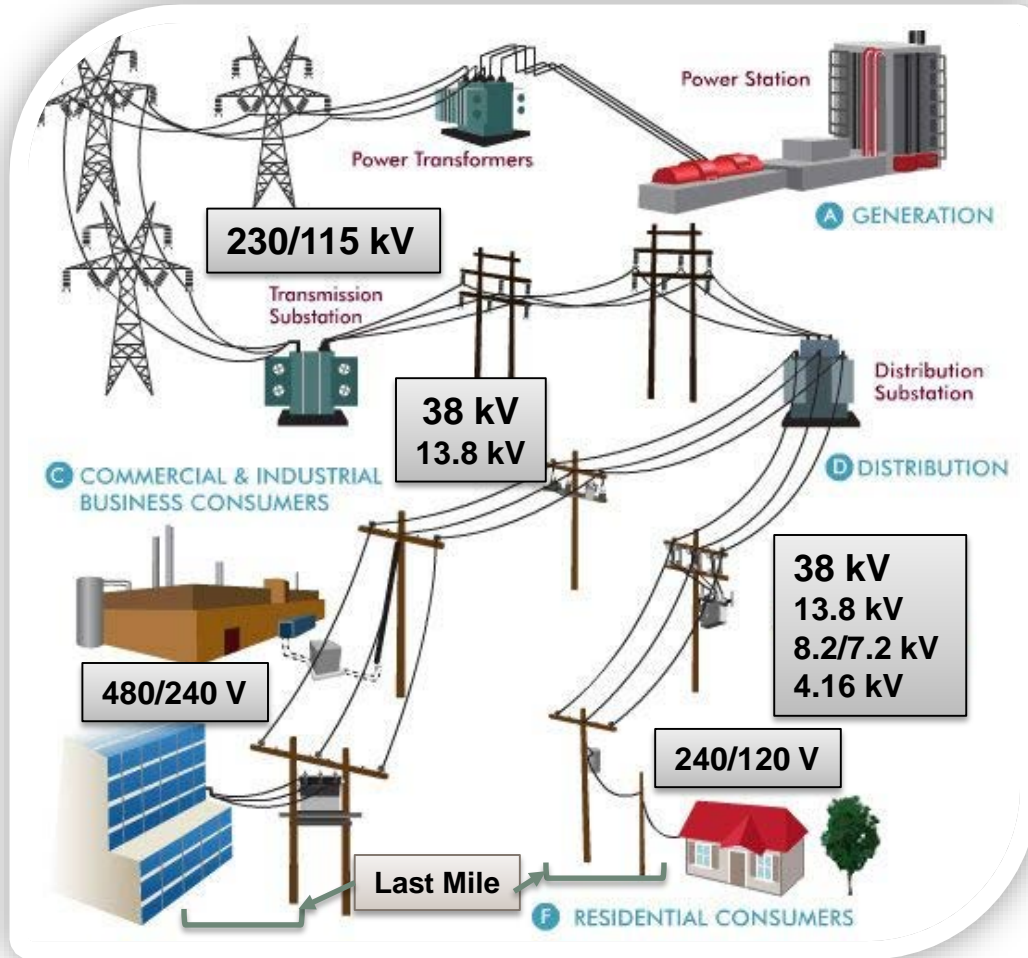 Power Station
Power Transformers
A GENERATION
230/115 kV
Transmission
Substation
Distribution
Substation
38 kV
13.8 kV
C COMMERCIAL & INDUSTRIAL
BUSINESS CONSUMERS
D DISTRIBUTION
38 kV
13.8 kV
8.2/7.2 kV
4.16 kV
480/240 V
240/120 V
Last Mile
F RESIDENTIAL CONSUMERS